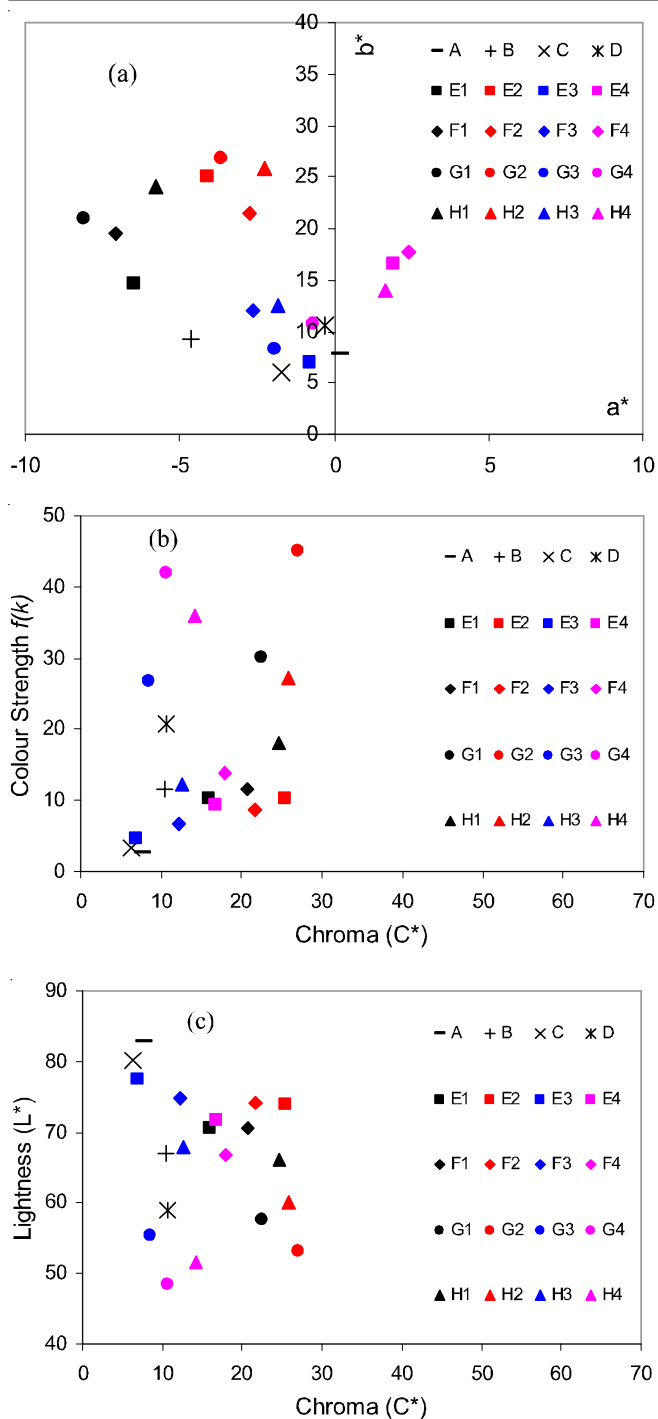 40
b*
A B C D
(a)
35
E1 E2 E3 E4
30
F1 F2 F3 F4
25
G1 G2 G3 G4
20
H1 H2 H3 H4
15
10
5
a*
0
-10 -5 0 5 10
50
(b)
A B C D
40
E1 E2 E3 E4
30
F1 F2 F3 F4
20
G1 G2 G3 G4
10
H1 H2 H3 H4
0
Colour Strength f(k)
0 10 20 30 40 50 60 70
Chroma (C*)
90
(c)
A B C D
80
E1 E2 E3 E4
70
F1 F2 F3 F4
60
G1 G2 G3 G4
50
H1 H2 H3 H4
40
Lightness (L*)
0 10 20 30 40 50 60 70
Chroma (C*)